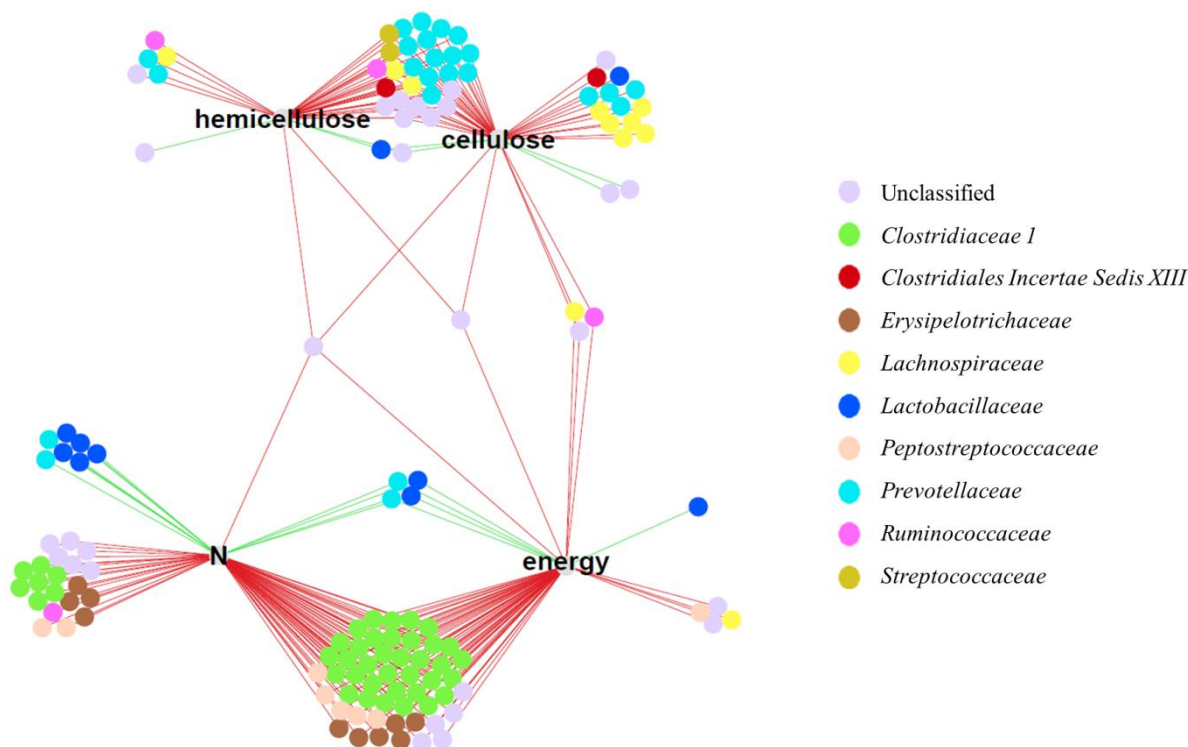 hemicellulose
cellulose
N
energy
Unclassified
Clostridiaceae 1
Clostridiales Incertae Sedis XIII
Erysipelotrichaceae
Lachnospiraceae
Lactobacillaceae
Peptostreptococcaceae
Prevotellaceae
Ruminococcaceae
Streptococcaceae